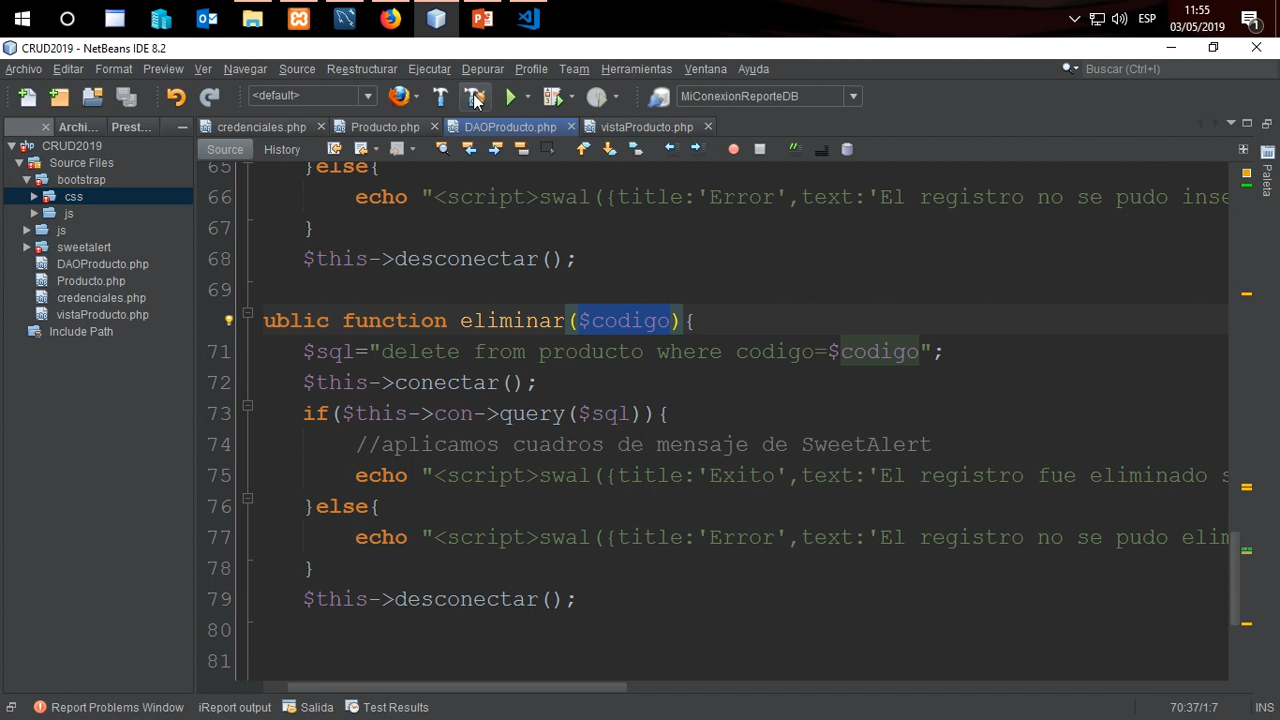 ESP
11:55
03/05/2019
1
CRUD2019 - NetBeans IDE 8.2
Archivo Editar Format Preview Ver Navegar Source Reestructurar Ejecutar Depurar Profile Team Herramientas Ventana Ayuda
Buscar (Ctrl+I)
<default>
MiConexionReporteDB
Archi... Prest...
credenciales.php Producto.php DAOProducto.php vistaProducto.php
Source History
Paleta
CRUD2019
Source Files
bootstrap
css
js
js
sweetalert
DAOProducto.php
Producto.php
credenciales.php
vistaProducto.php
Include Path
65 }else{
66 echo "<script>swal({title:'Error',text:'El registro no se pudo inse
67 }
68 $this->desconectar();
69
ublic function eliminar($codigo){
71 $sql="delete from producto where codigo=$codigo";
72 $this->conectar();
73 if($this->con->query($sql)){
74 //aplicamos cuadros de mensaje de SweetAlert
75 echo "<script>swal({title:'Exito',text:'El registro fue eliminado s
76 }else{
77 echo "<script>swal({title:'Error',text:'El registro no se pudo elim
78 }
79 $this->desconectar();
80
81
Report Problems Window iReport output Salida Test Results
70:37/1:7 INS